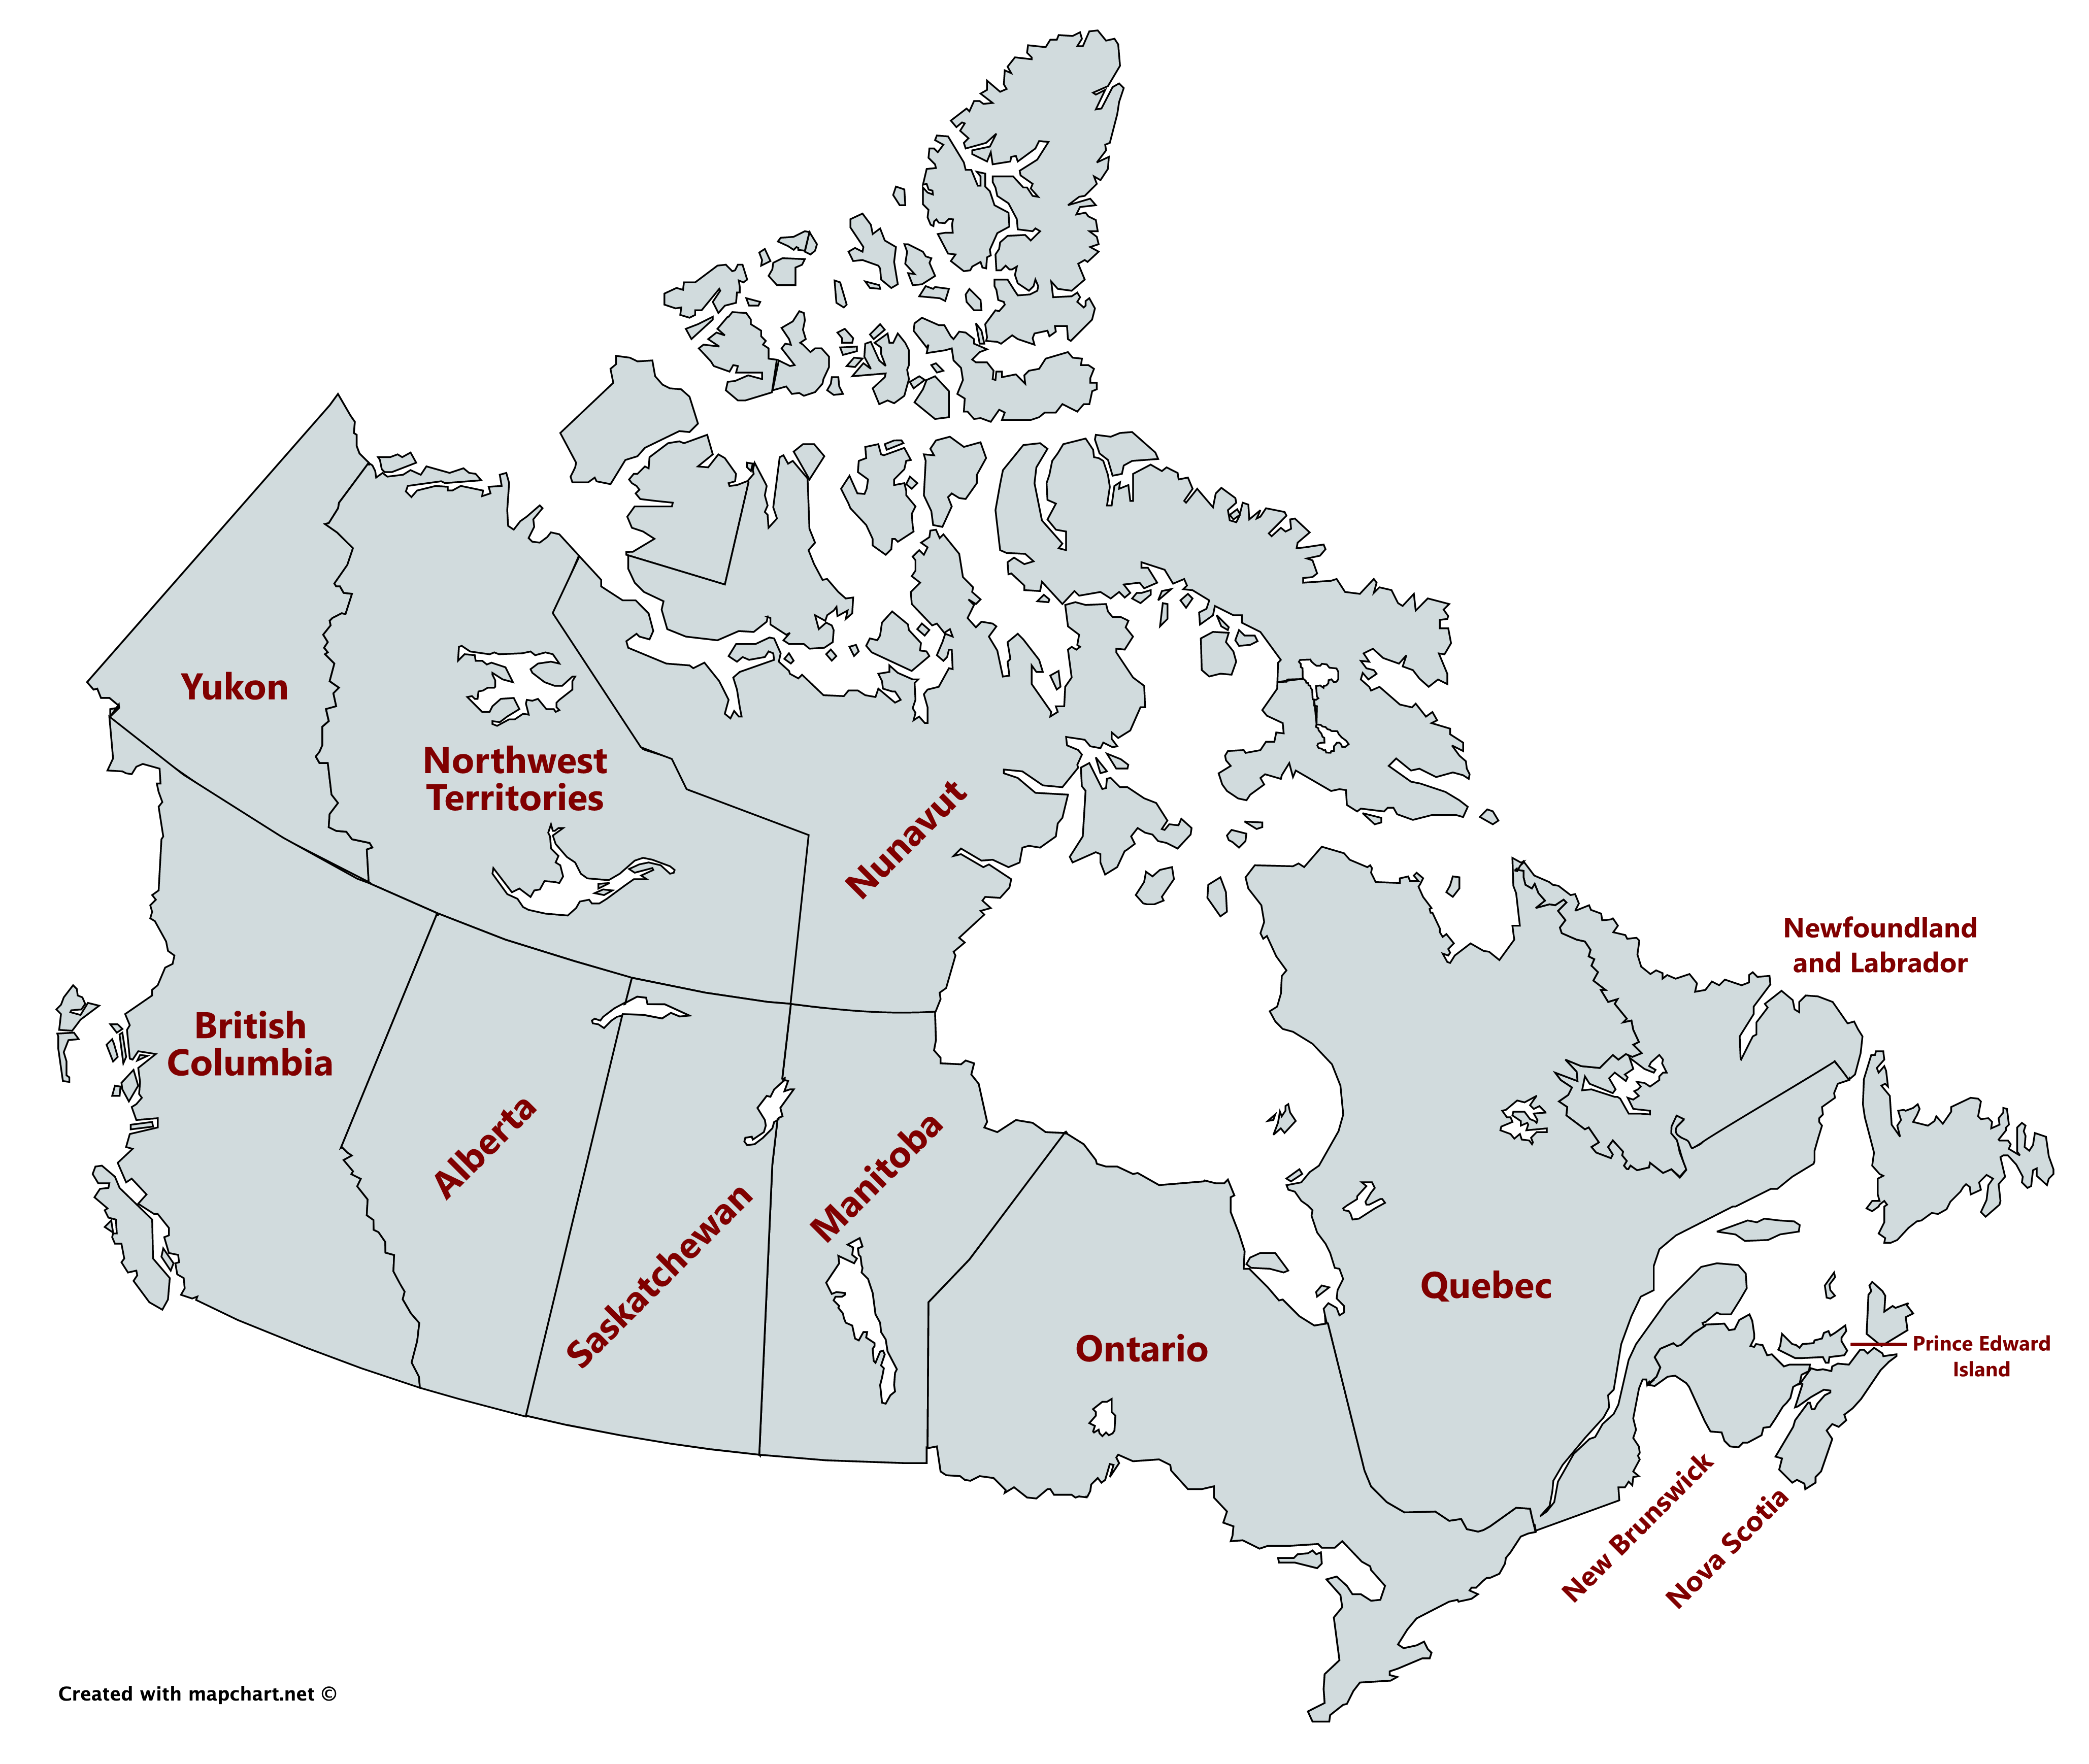 Yukon
Northwest
Territories
Nunavut
Newfoundland
and Labrador
British
Columbia
Alberta
Saskatchewan
Manitoba
Ontario
Quebec
Prince Edward
Island
New Brunswick
Nova Scotia
Created with mapchart.net ©